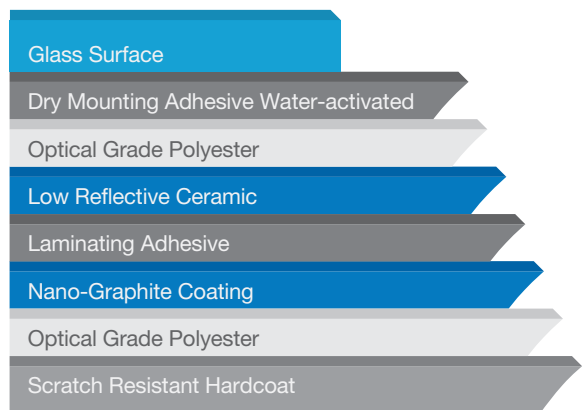 Glass Surface
Dry Mounting Adhesive Water-activated
Optical Grade Polyester
Low Reflective Ceramic
Laminating Adhesive
Nano-Graphite Coating
Optical Grade Polyester
Scratch Resistant Hardcoat